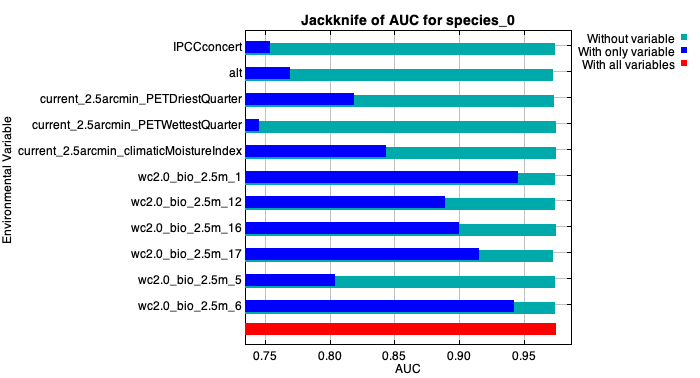 Jackknife of AUC for species_0
Without variable
With only variable
With all variables
Environmental Variable
IPCCconcert
alt
current_2.5arcmin_PETDriestQuarter
current_2.5arcmin_PETWettestQuarter
current_2.5arcmin_climaticMoistureIndex
wc2.0_bio_2.5m_1
wc2.0_bio_2.5m_12
wc2.0_bio_2.5m_16
wc2.0_bio_2.5m_17
wc2.0_bio_2.5m_5
wc2.0_bio_2.5m_6
0.75 0.80 0.85 0.90 0.95
AUC